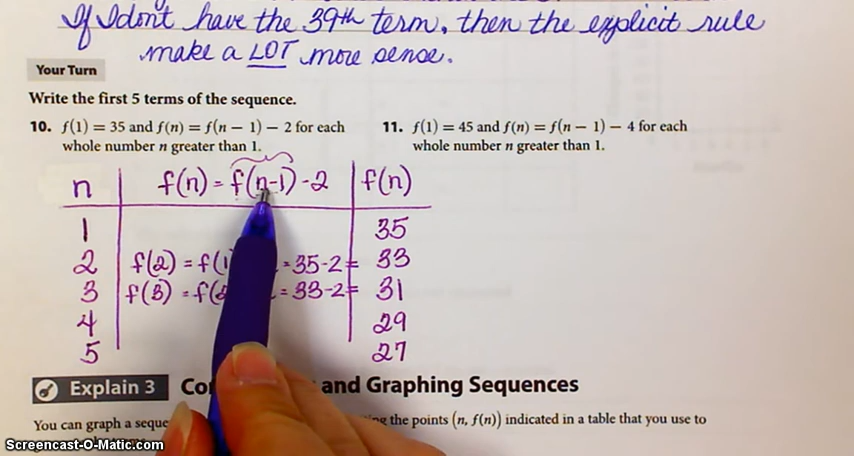 If I don't have the 39th term, then the explicit rule
make a LOT more sense.
Your Turn
Write the first 5 terms of the sequence.
10. f(1) = 35 and f(n) = f(n − 1) − 2 for each
whole number n greater than 1.
11. f(1) = 45 and f(n) = f(n − 1) − 4 for each
whole number n greater than 1.
n f(n) = f(n-1) -2 f(n)
1 35
2 f(2) = f(1 = 35-2 = 33
3 f(3) = f( = 33-2 = 31
4 29
5 27
Explain 3 Co and Graphing Sequences
You can graph a seque the points (n, f(n)) indicated in a table that you use to
Screencast-O-Matic.com